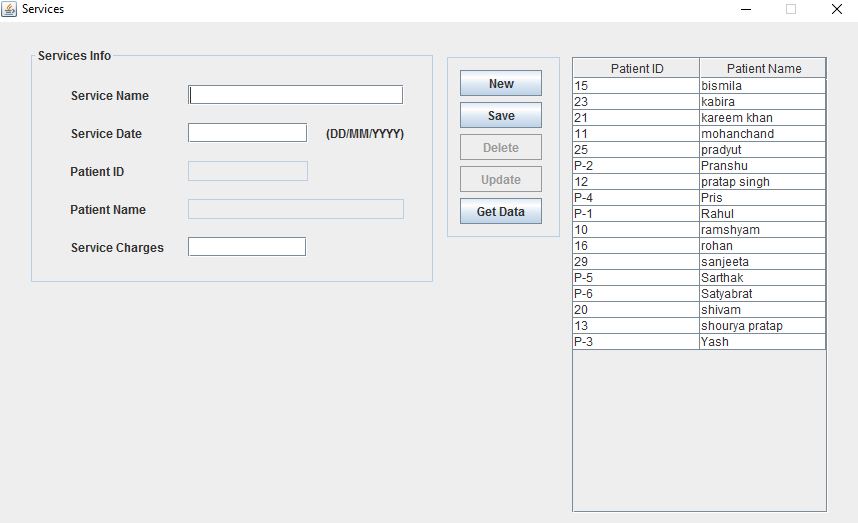 Services
Services Info
Service Name
Service Date (DD/MM/YYYY)
Patient ID
Patient Name
Service Charges
New
Save
Delete
Update
Get Data
Patient ID Patient Name
15 bismila
23 kabira
21 kareem khan
11 mohanchand
25 pradyut
P-2 Pranshu
12 pratap singh
P-4 Pris
P-1 Rahul
10 ramshyam
16 rohan
29 sanjeeta
P-5 Sarthak
P-6 Satyabrat
20 shivam
13 shourya pratap
P-3 Yash